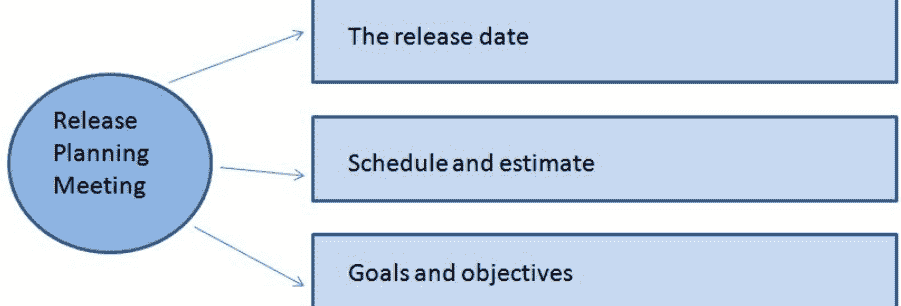 The release date
Release
Planning
Meeting
Schedule and estimate
Goals and objectives